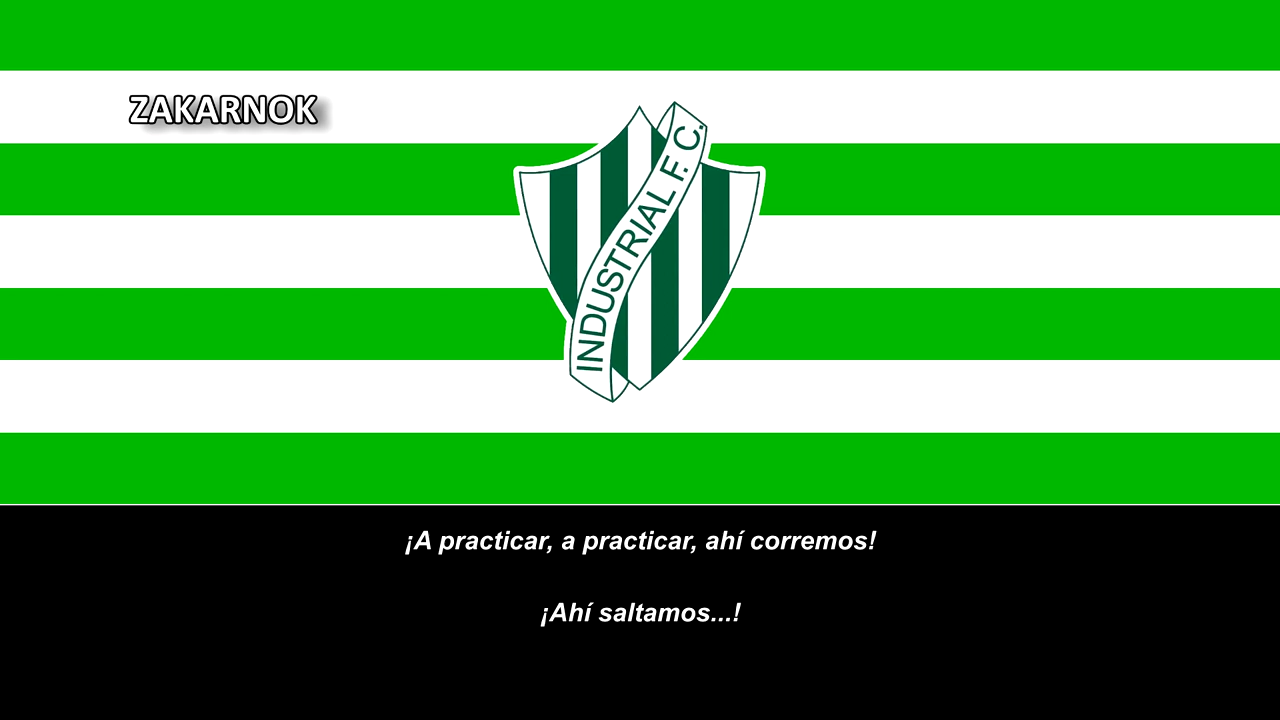 ZAKARNOK
INDUSTRIAL F. C.
¡A practicar, a practicar, ahí corremos!
¡Ahí saltamos...!